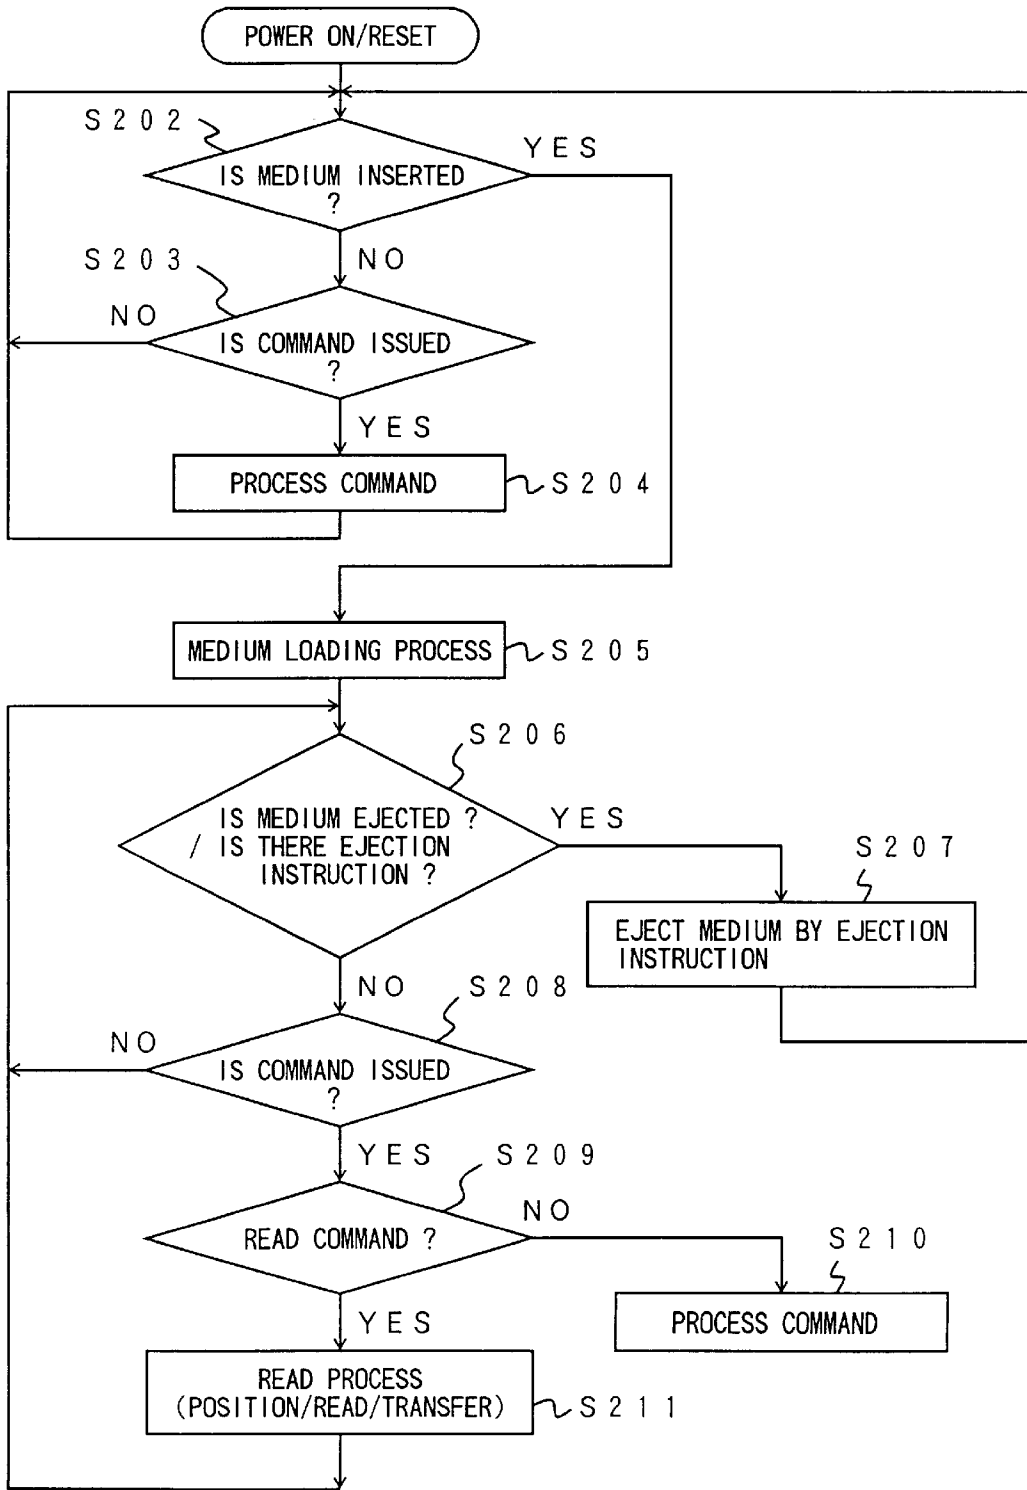 POWER ON/RESET
S202
YES
IS MEDIUM INSERTED
?
NO
S203
NO
IS COMMAND ISSUED
?
YES
PROCESS COMMAND
S204
MEDIUM LOADING PROCESS
S205
S206
IS MEDIUM EJECTED ?
/ IS THERE EJECTION
INSTRUCTION ?
YES
S207
EJECT MEDIUM BY EJECTION
INSTRUCTION
NO
S208
NO
IS COMMAND ISSUED
?
YES
S209
READ COMMAND ?
NO
S210
PROCESS COMMAND
YES
READ PROCESS
(POSITION/READ/TRANSFER)
S211